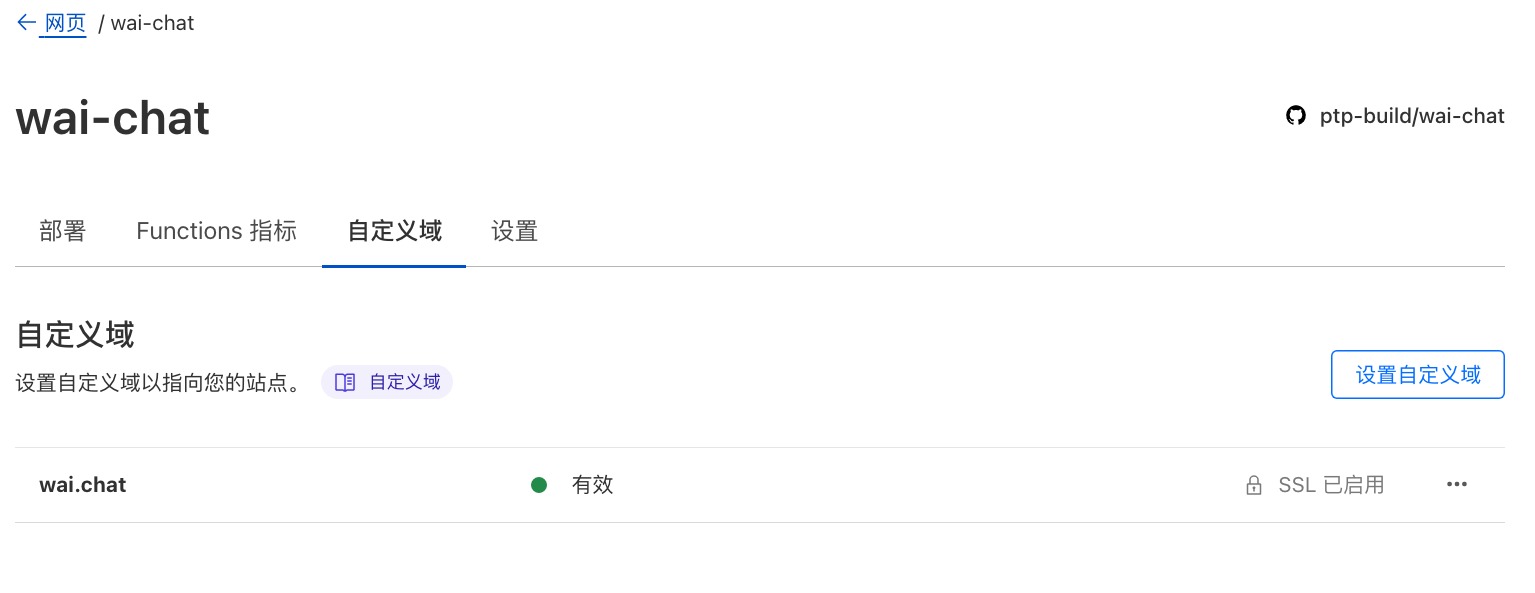 ← 网页 / wai-chat
wai-chat
ptp-build/wai-chat
部署 Functions 指标 自定义域 设置
自定义域
设置自定义域以指向您的站点。 自定义域
设置自定义域
wai.chat 有效 SSL 已启用 •••